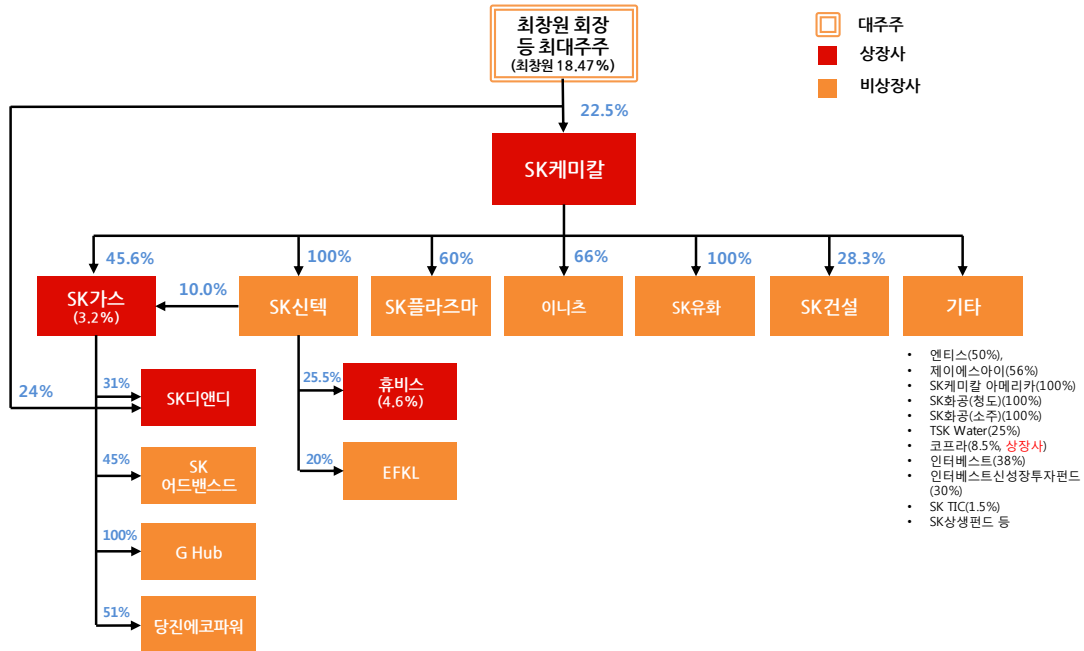 최창원 회장
등 최대주주
(최창원 18.47%)
대주주
상장사
비상장사
22.5%
SK케미칼
45.6%
100%
60%
66%
100%
28.3%
SK가스
(3.2%)
10.0%
SK신텍
SK플라즈마
이니츠
SK유화
SK건설
기타
24%
31%
SK디앤디
45%
SK
어드밴스드
100%
G Hub
51%
당진에코파워
25.5%
휴비스
(4.6%)
20%
EFKL
• 엔티스(50%),
• 제이에스아이(56%)
• SK케미칼 아메리카(100%)
• SK화공(청도)(100%)
• SK화공(소주)(100%)
• TSK Water(25%)
• 코프라(8.5%, 상장사)
• 인터베스트(38%)
• 인터베스트신성장투자펀드
(30%)
• SK TIC(1.5%)
• SK상생펀드 등